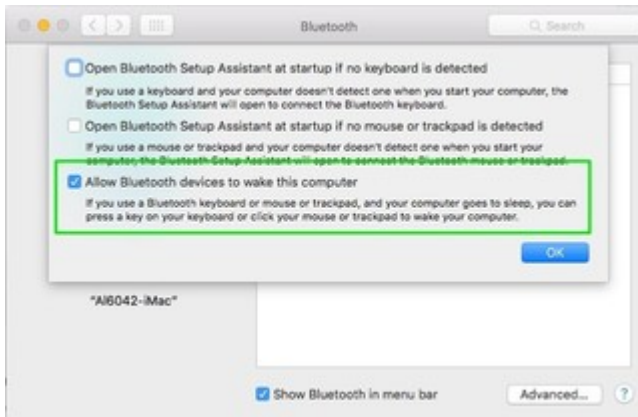 Bluetooth
Search
Open Bluetooth Setup Assistant at startup if no keyboard is detected
If you use a keyboard and your computer doesn't detect one when you start your computer, the
Bluetooth Setup Assistant will open to connect the Bluetooth keyboard.
Open Bluetooth Setup Assistant at startup if no mouse or trackpad is detected
If you use a mouse or trackpad and your computer doesn't detect one when you start your
computer, the Bluetooth Setup Assistant will open to connect the Bluetooth mouse or trackpad.
Allow Bluetooth devices to wake this computer
If you use a Bluetooth keyboard or mouse or trackpad, and your computer goes to sleep, you can
press a key on your keyboard or click your mouse or trackpad to wake your computer.
OK
"Al6042-iMac"
Show Bluetooth in menu bar
Advanced...
?